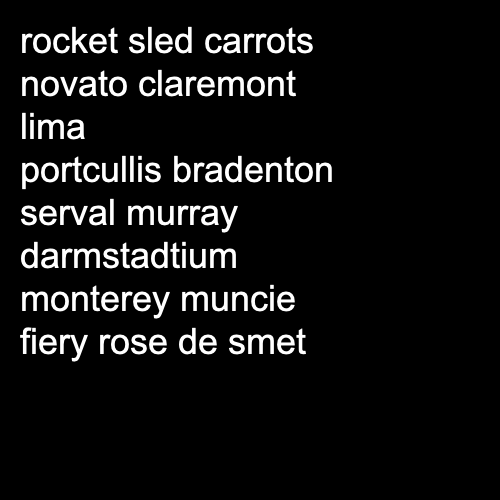 rocket sled carrots
novato claremont
lima
portcullis bradenton
serval murray
darmstadtium
monterey muncie
fiery rose de smet